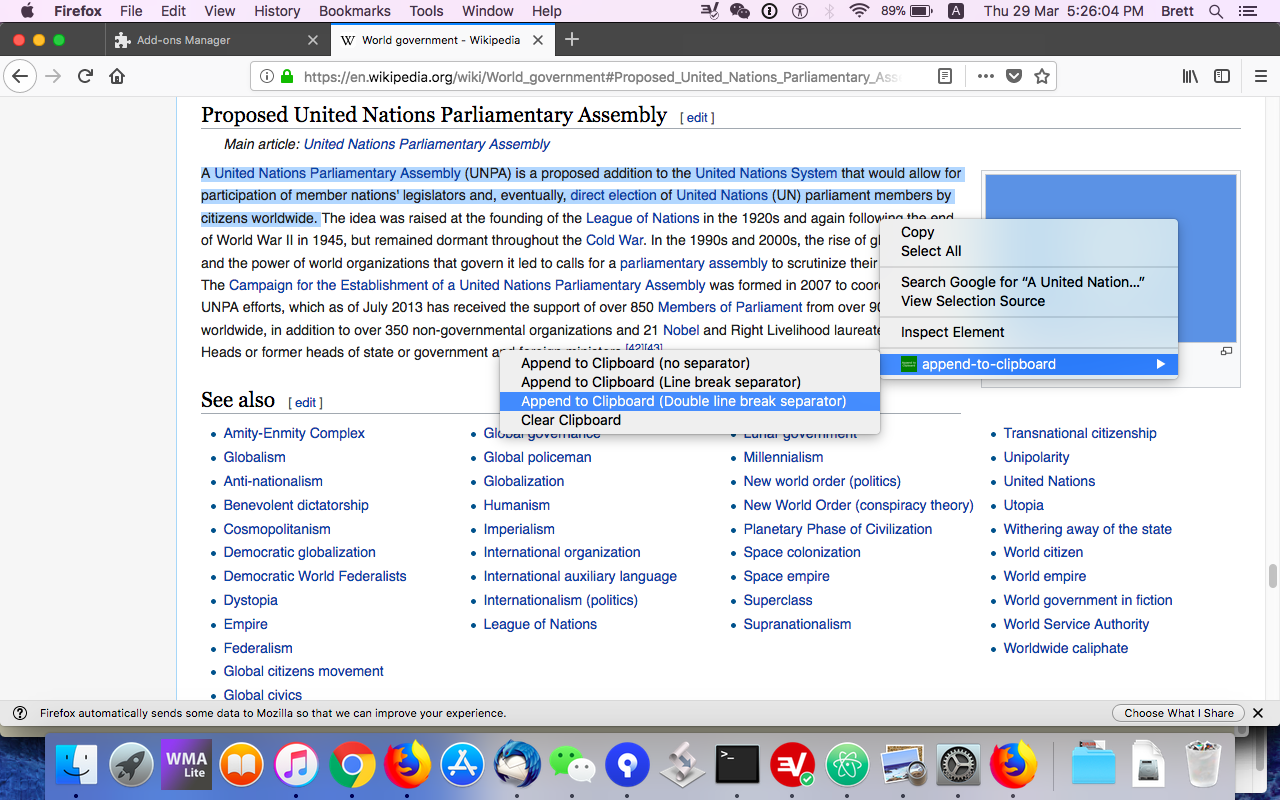 Firefox File Edit View History Bookmarks Tools Window Help 89% A Thu 29 Mar 5:26:04 PM Brett
Add-ons Manager
W World government - Wikipedia
https://en.wikipedia.org/wiki/World_government#Proposed_United_Nations_Parliamentary_Ass
Proposed United Nations Parliamentary Assembly [ edit ]
Main article: United Nations Parliamentary Assembly
A United Nations Parliamentary Assembly (UNPA) is a proposed addition to the United Nations System that would allow for
participation of member nations' legislators and, eventually, direct election of United Nations (UN) parliament members by
citizens worldwide. The idea was raised at the founding of the League of Nations in the 1920s and again following the end
of World War II in 1945, but remained dormant throughout the Cold War. In the 1990s and 2000s, the rise of gl
and the power of world organizations that govern it led to calls for a parliamentary assembly to scrutinize their
The Campaign for the Establishment of a United Nations Parliamentary Assembly was formed in 2007 to coor
UNPA efforts, which as of July 2013 has received the support of over 850 Members of Parliament from over 90
worldwide, in addition to over 350 non-governmental organizations and 21 Nobel and Right Livelihood laureate
Heads or former heads of state or government and foreign ministers.[42][43]
Copy
Select All
Search Google for “A United Nation...”
View Selection Source
Inspect Element
append-to-clipboard
Append to Clipboard (no separator)
Append to Clipboard (Line break separator)
Append to Clipboard (Double line break separator)
Clear Clipboard
See also [ edit ]
Amity-Enmity Complex
Globalism
Anti-nationalism
Benevolent dictatorship
Cosmopolitanism
Democratic globalization
Democratic World Federalists
Dystopia
Empire
Federalism
Global citizens movement
Global civics
Global governance
Global policeman
Globalization
Humanism
Imperialism
International organization
International auxiliary language
Internationalism (politics)
League of Nations
Lunar government
Millennialism
New world order (politics)
New World Order (conspiracy theory)
Planetary Phase of Civilization
Space colonization
Space empire
Superclass
Supranationalism
Transnational citizenship
Unipolarity
United Nations
Utopia
Withering away of the state
World citizen
World empire
World government in fiction
World Service Authority
Worldwide caliphate
Firefox automatically sends some data to Mozilla so that we can improve your experience.
Choose What I Share
WMA
Lite